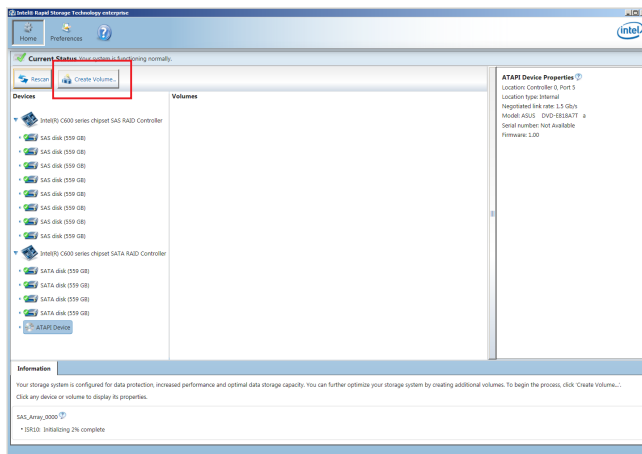 Intel® Rapid Storage Technology enterprise
Home
Preferences
intel
Current Status Your system is functioning normally.
Rescan
Create Volume...
Devices
Volumes
Intel(R) C600 series chipset SAS RAID Controller
SAS disk (559 GB)
SAS disk (559 GB)
SAS disk (559 GB)
SAS disk (559 GB)
SAS disk (559 GB)
SAS disk (559 GB)
SAS disk (559 GB)
SAS disk (559 GB)
Intel(R) C600 series chipset SATA RAID Controller
SATA disk (559 GB)
SATA disk (559 GB)
SATA disk (559 GB)
SATA disk (559 GB)
ATAPI Device
ATAPI Device Properties
Location: Controller 0, Port 5
Location type: Internal
Negotiated link rate: 1.5 Gb/s
Model: ASUS DVD-E818A7T a
Serial number: Not Available
Firmware: 1.00
Information
Your storage system is configured for data protection, increased performance and optimal data storage capacity. You can further optimize your storage system by creating additional volumes. To begin the process, click 'Create Volume...'.
Click any device or volume to display its properties.
SAS_Array_0000
• ISR10: Initializing 2% complete